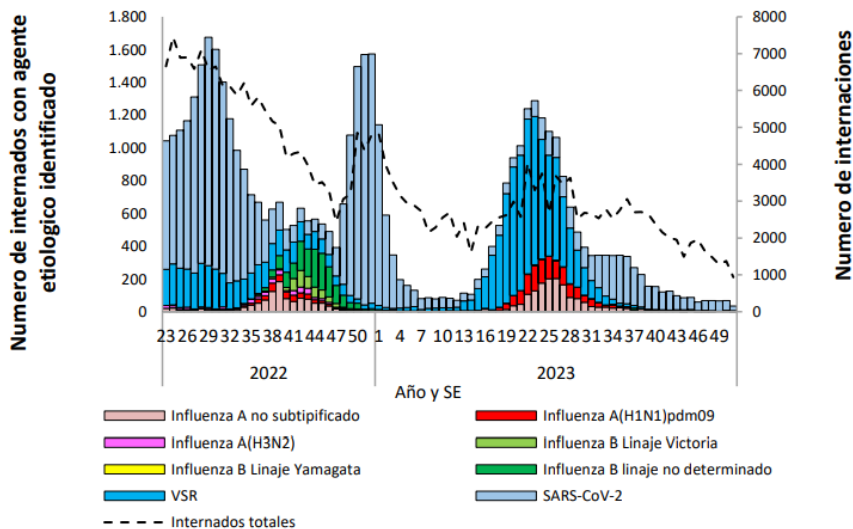 Numero de internados con agente
etiologico identificado
1.800
1.600
1.400
1.200
1.000
800
600
400
200
0
8000
7000
6000
5000
4000
3000
2000
1000
0
Numero de internaciones
23 26 29 32 35 38 41 44 47 50 1 4 7 10 13 16 19 22 25 28 31 34 37 40 43 46 49
2022 2023
Año y SE
Influenza A no subtipificado Influenza A(H1N1)pdm09
Influenza A(H3N2) Influenza B Linaje Victoria
Influenza B Linaje Yamagata Influenza B linaje no determinado
VSR SARS-CoV-2
Internados totales